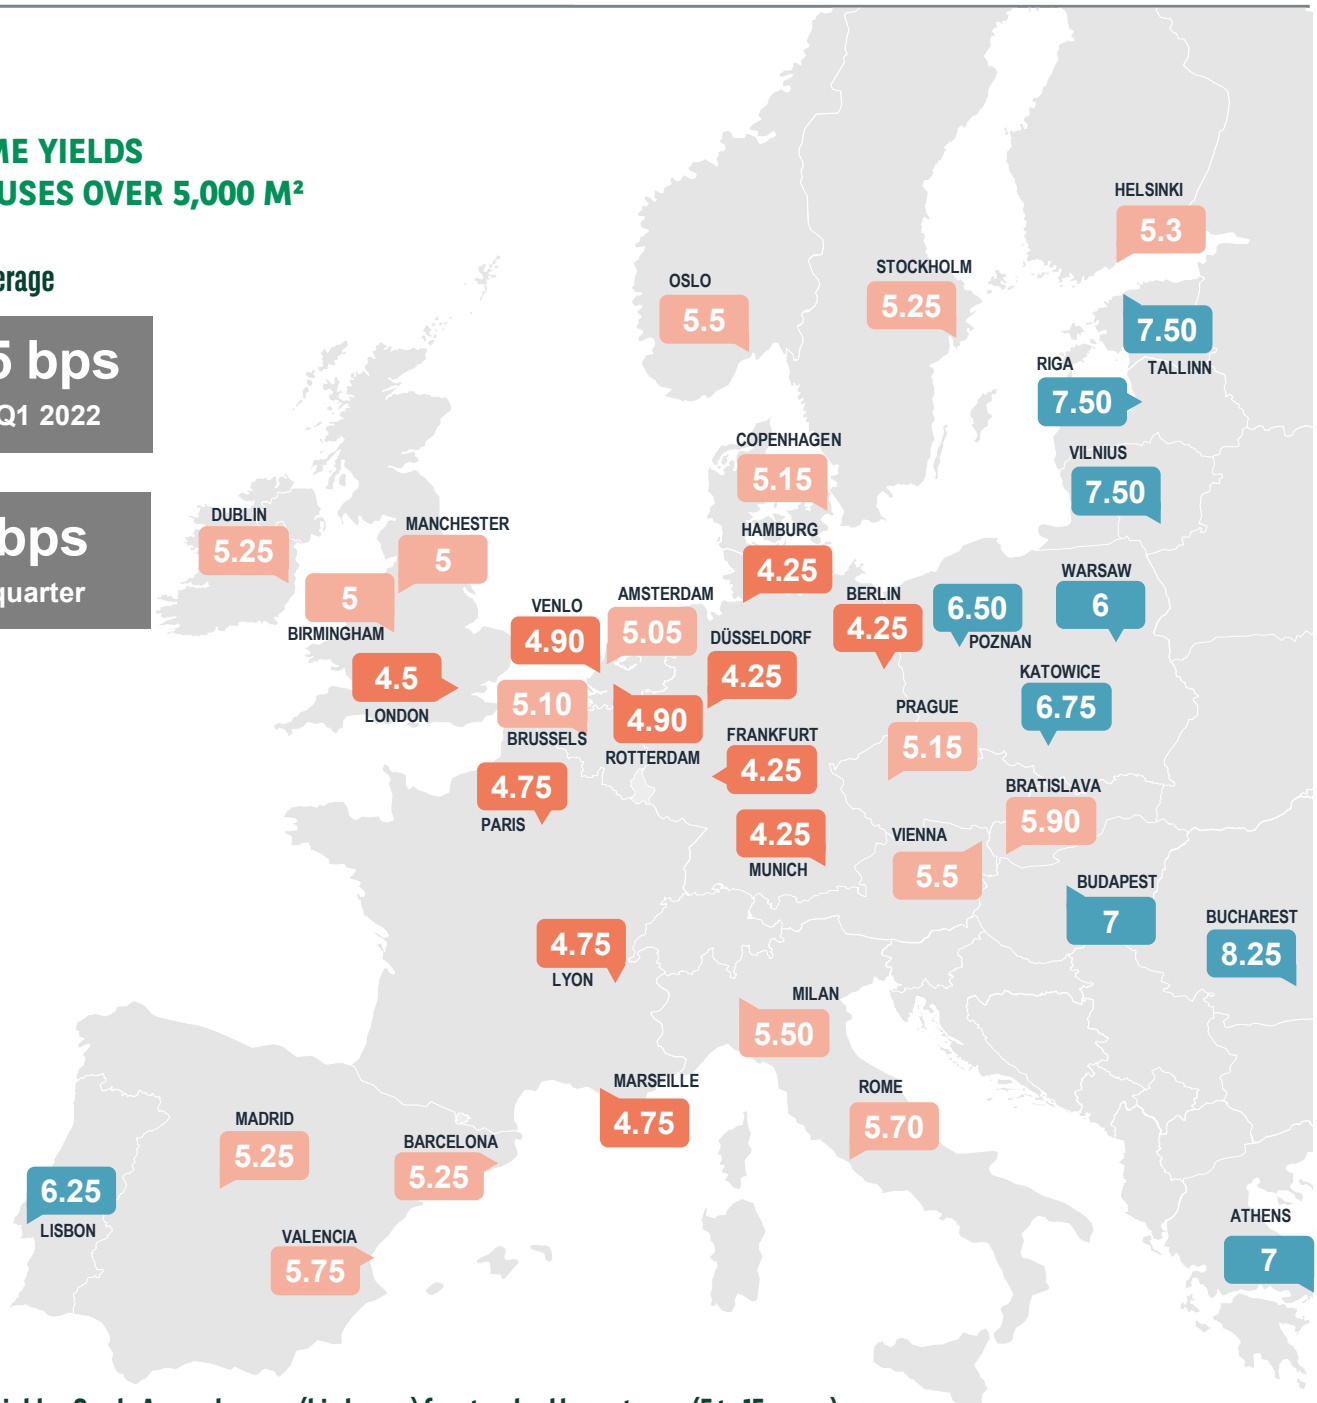 YIELDS
OVER 5,000 M²
bps
Q1 2022
bps
quarter
HELSINKI
5.3
STOCKHOLM
5.25
OSLO
5.5
7.50
TALLINN
RIGA
7.50
COPENHAGEN
5.15
VILNIUS
7.50
DUBLIN
5.25
MANCHESTER
5
HAMBURG
4.25
WARSAW
6
5
BIRMINGHAM
VENLO
4.90
AMSTERDAM
5.05
BERLIN
4.25
6.50
POZNAN
DÜSSELDORF
4.25
4.5
LONDON
KATOWICE
6.75
5.10
BRUSSELS
4.90
ROTTERDAM
PRAGUE
5.15
FRANKFURT
4.25
4.75
PARIS
BRATISLAVA
5.90
4.25
MUNICH
VIENNA
5.5
BUDAPEST
7
BUCHAREST
8.25
4.75
LYON
MILAN
5.50
MARSEILLE
4.75
ROME
5.70
MADRID
5.25
BARCELONA
5.25
6.25
LISBON
VALENCIA
5.75
ATHENS
7